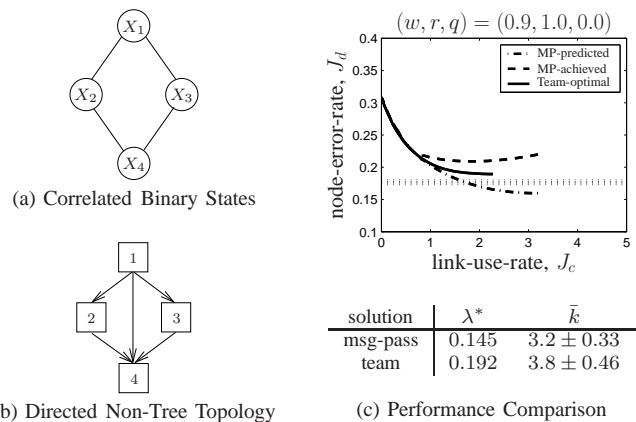 X1
X2
X3
X4
(a) Correlated Binary States
1
2
3
4
b) Directed Non-Tree Topology
(w, r, q) = (0.9, 1.0, 0.0)
0.4
0.35
0.3
0.25
0.2
0.15
0.1
node-error-rate, J_d
MP-predicted
MP-achieved
Team-optimal
0 1 2 3 4 5
link-use-rate, J_c
solution λ* k̄
msg-pass 0.145 3.2 ± 0.33
team 0.192 3.8 ± 0.46
(c) Performance Comparison